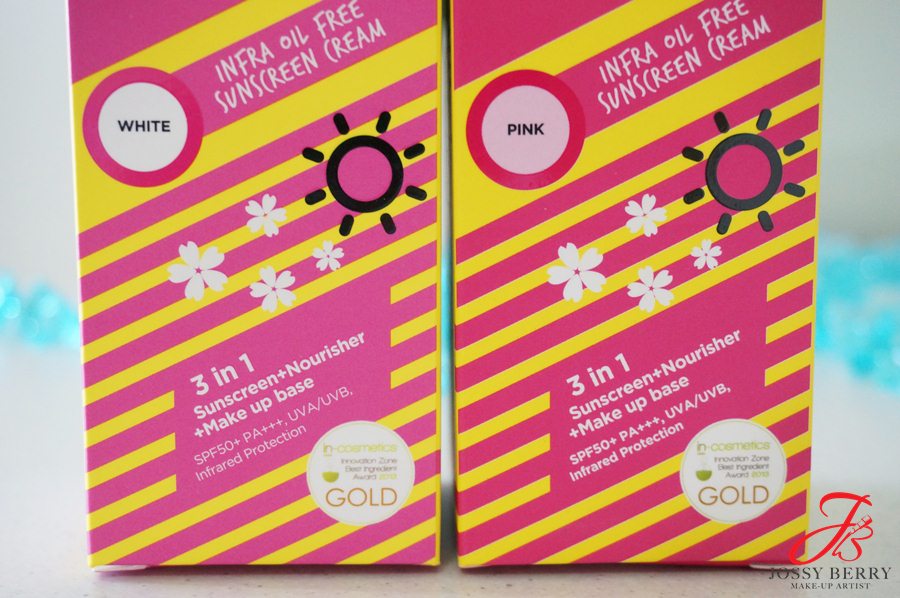 INFRA OIL FREE
SUNSCREEN CREAM
WHITE
3 in 1
Sunscreen+Nourisher
+Make up base
SPF50+ PA+++, UVA/UVB,
Infrared Protection
in-cosmetics
Innovation Zone
Best Ingredient
Award 2013
GOLD
INFRA OIL FREE
SUNSCREEN CREAM
PINK
3 in 1
Sunscreen+Nourisher
+Make up base
SPF50+ PA+++, UVA/UVB,
Infrared Protection
in-cosmetics
Innovation Zone
Best Ingredient
Award 2013
GOLD
JB
JOSSY BERRY
MAKE-UP ARTIST